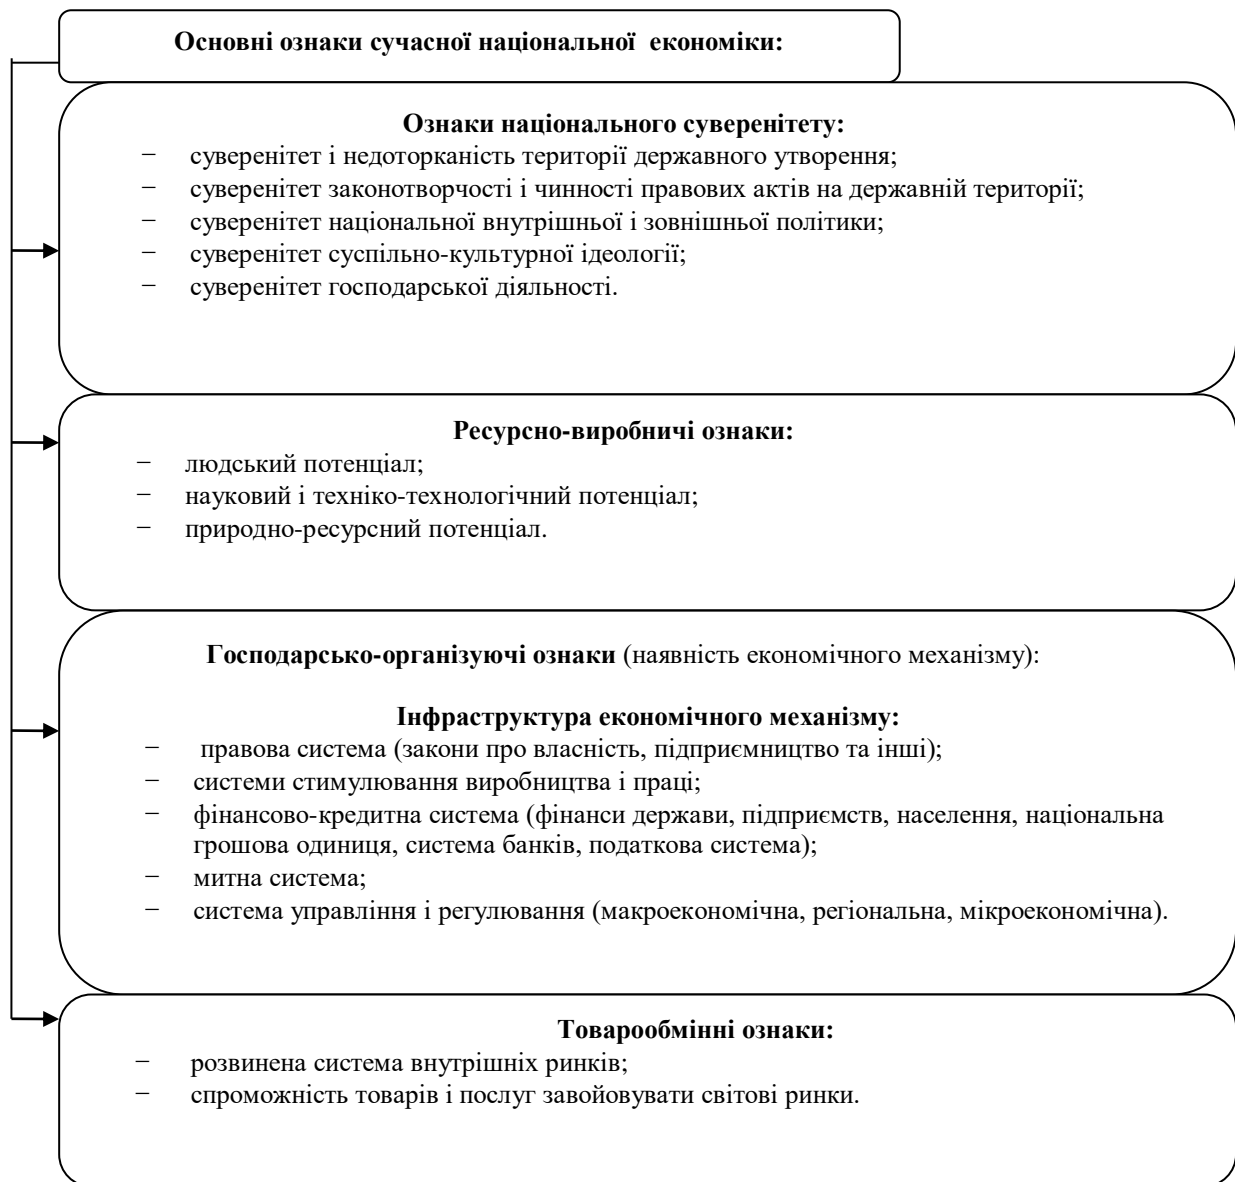 Основні ознаки сучасної національної економіки:
Ознаки національного суверенітету:
− суверенітет і недоторканість території державного утворення;
− суверенітет законотворчості і чинності правових актів на державній території;
− суверенітет національної внутрішньої і зовнішньої політики;
− суверенітет суспільно-культурної ідеології;
− суверенітет господарської діяльності.
Ресурсно-виробничі ознаки:
− людський потенціал;
− науковий і техніко-технологічний потенціал;
− природно-ресурсний потенціал.
Господарсько-організуючі ознаки (наявність економічного механізму):
Інфраструктура економічного механізму:
− правова система (закони про власність, підприємництво та інші);
− системи стимулювання виробництва і праці;
− фінансово-кредитна система (фінанси держави, підприємств, населення, національна
грошова одиниця, система банків, податкова система);
− митна система;
− система управління і регулювання (макроекономічна, регіональна, мікроекономічна).
Товарообмінні ознаки:
− розвинена система внутрішніх ринків;
− спроможність товарів і послуг завойовувати світові ринки.